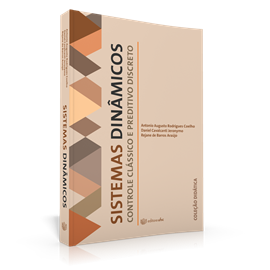 SISTEMAS DINÂMICOS
CONTROLE CLÁSSICO E PREDITIVO DISCRETO
Antonio Augusto Rodrigues Coelho
Daniel Cavalcanti Jeronymo
Rejane de Barros Araújo
COLEÇÃO DIDÁTICA
SISTEMAS
DINÂMICOS